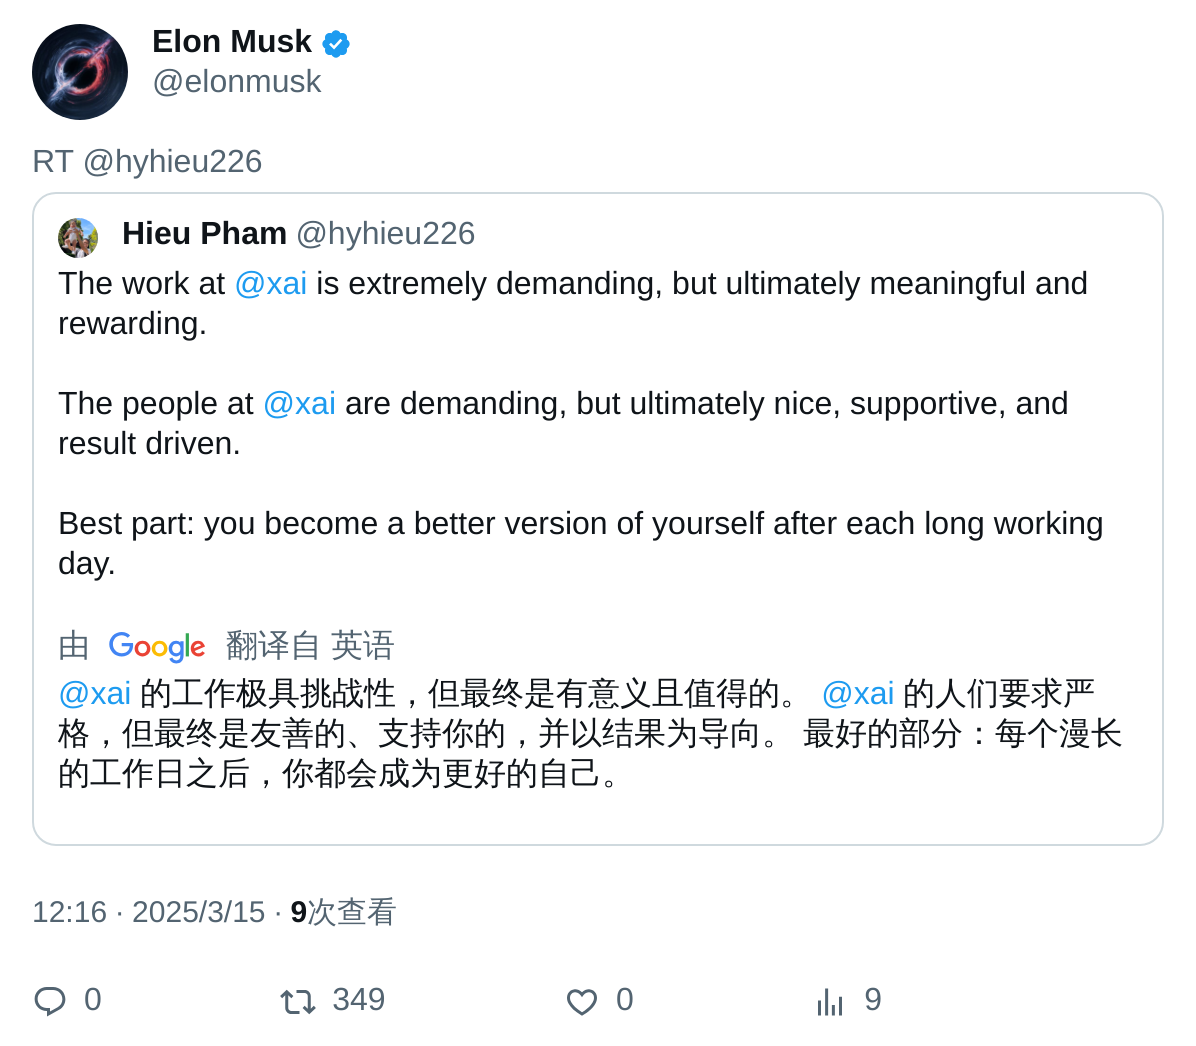 Elon Musk
@elonmusk
RT @hyhieu226
Hieu Pham @hyhieu226
The work at @xai is extremely demanding, but ultimately meaningful and
rewarding.
The people at @xai are demanding, but ultimately nice, supportive, and
result driven.
Best part: you become a better version of yourself after each long working
day.
由 Google 翻译自 英语
@xai 的工作极具挑战性，但最终是有意义且值得的。 @xai 的人们要求严
格，但最终是友善的、支持你的，并以结果为导向。 最好的部分：每个漫长
的工作日之后，你都会成为更好的自己。
12:16 · 2025/3/15 · 9次查看
0 349 0 9